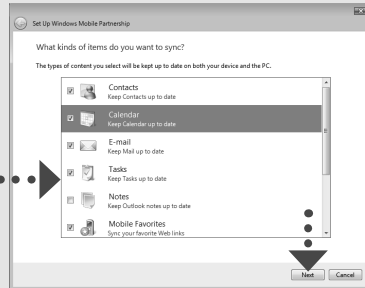 Set Up Windows Mobile Partnership
What kinds of items do you want to sync?
The types of content you select will be kept up to date on both your device and the PC.
Contacts
Keep Contacts up to date
Calendar
Keep Calendar up to date
E-mail
Keep Mail up to date
Tasks
Keep Tasks up to date
Notes
Keep Outlook notes up to date
Mobile Favorites
Sync your favorite Web links
Next Cancel